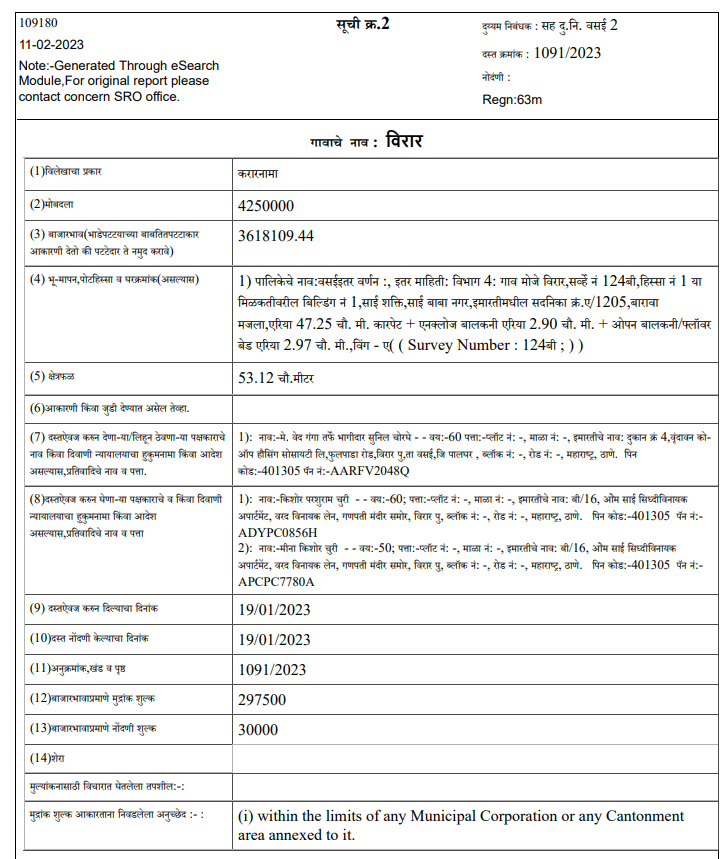 109180
सूची क्र.2
दुय्यम निबंधक : सह दु.नि. वसई 2
11-02-2023
दस्त क्रमांक : 1091/2023
Note:-Generated Through eSearch
Module,For original report please
contact concern SRO office.
नोदंणी :
Regn:63m
गावाचे नाव : विरार
(1)विलेखाचा प्रकार
करारनामा
(2)मोबदला
4250000
(3) बाजारभाव(भाडेपटटयाच्या बाबतितपटटाकार
आकारणी देतो की पटटेदार ते नमुद करावे)
3618109.44
(4) भू-मापन,पोटहिस्सा व घरक्रमांक(असल्यास)
1) पालिकेचे नाव:वसईइतर वर्णन :, इतर माहिती: विभाग 4: गाव मोजे विरार,सर्व्हे नं 124बी,हिस्सा नं 1 या
मिळकतीवरील बिल्डिंग नं 1,साई शक्ति,साई बाबा नगर,इमारतीमधील सदनिका क्रं.ए/1205,बारावा
मजला,एरिया 47.25 चौ. मी. कारपेट + एनक्लोज बालकनी एरिया 2.90 चौ. मी. + ओपन बालकनी/फ्लॉवर
बेड एरिया 2.97 चौ. मी.,विंग - ए( ( Survey Number : 124बी ; ) )
(5) क्षेत्रफळ
53.12 चौ.मीटर
(6)आकारणी किंवा जुडी देण्यात असेल तेव्हा.
(7) दस्तऐवज करुन देणा-या/लिहून ठेवणा-या पक्षकाराचे
नाव किंवा दिवाणी न्यायालयाचा हुकुमनामा किंवा आदेश
असल्यास,प्रतिवादिचे नाव व पत्ता.
1): नाव:-मे. वेद गंगा तर्फे भागीदार सुनिल चोरघे - - वय:-60 पत्ता:-प्लॉट नं: -, माळा नं: -, इमारतीचे नाव: दुकान क्रं 4,वृंदावन को-
ऑप हौसिंग सोसायटी लि,फुलपाडा रोड,विरार पु,ता वसई,जि पालघर , ब्लॉक नं: -, रोड नं: -, महाराष्ट्र, ठाणे. पिन
कोड:-401305 पॅन नं:-AARFV2048Q
(8)दस्तऐवज करुन घेणा-या पक्षकाराचे व किंवा दिवाणी
न्यायालयाचा हुकुमनामा किंवा आदेश
असल्यास,प्रतिवादिचे नाव व पत्ता
1): नाव:-किशोर परशुराम चुरी - - वय:-60; पत्ता:-प्लॉट नं: -, माळा नं: -, इमारतीचे नाव: बी/16, ओम साई सिध्दीविनायक
अपार्टमेंट, वरद विनायक लेन, गणपती मंदीर समोर, विरार पु, ब्लॉक नं: -, रोड नं: -, महाराष्ट्र, ठाणे. पिन कोड:-401305 पॅन नं:-
ADYPC0856H
2): नाव:-मीना किशोर चुरी - - वय:-50; पत्ता:-प्लॉट नं: -, माळा नं: -, इमारतीचे नाव: बी/16, ओम साई सिध्दीविनायक
अपार्टमेंट, वरद विनायक लेन, गणपती मंदीर समोर, विरार पु, ब्लॉक नं: -, रोड नं: -, महाराष्ट्र, ठाणे. पिन कोड:-401305 पॅन नं:-
APCPC7780A
(9) दस्तऐवज करुन दिल्याचा दिनांक
19/01/2023
(10)दस्त नोंदणी केल्याचा दिनांक
19/01/2023
(11)अनुक्रमांक,खंड व पृष्ठ
1091/2023
(12)बाजारभावाप्रमाणे मुद्रांक शुल्क
297500
(13)बाजारभावाप्रमाणे नोंदणी शुल्क
30000
(14)शेरा
मुल्यांकनासाठी विचारात घेतलेला तपशील:-:
मुद्रांक शुल्क आकारताना निवडलेला अनुच्छेद :- :
(i) within the limits of any Municipal Corporation or any Cantonment
area annexed to it.